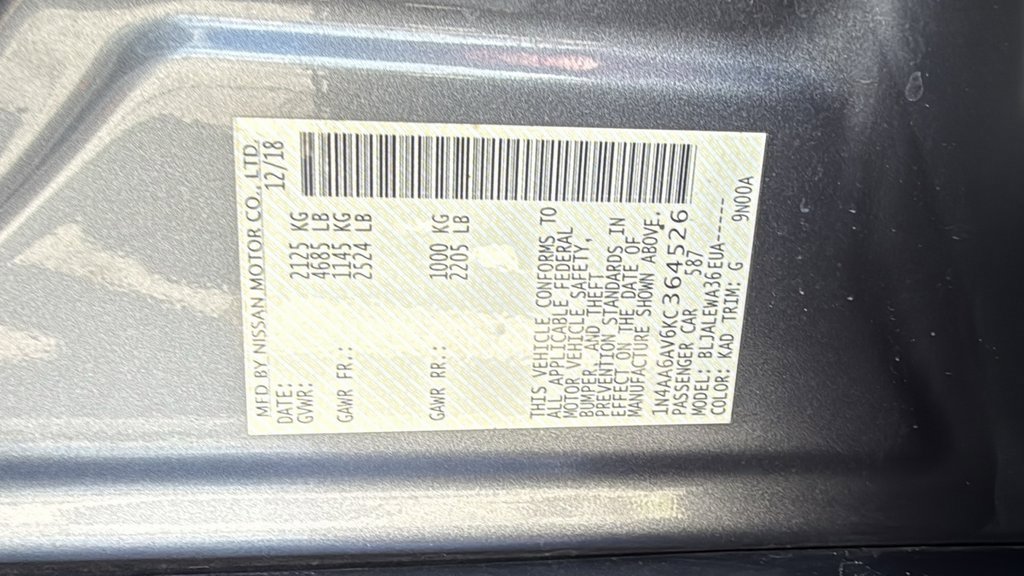 MFD BY NISSAN MOTOR CO., LTD.
DATE: 12/18
GVWR: 2125 KG
4685 LB
GAWR FR.: 1145 KG
2524 LB
GAWR RR.: 1000 KG
2205 LB
THIS VEHICLE CONFORMS TO
ALL APPLICABLE FEDERAL
MOTOR VEHICLE SAFETY,
BUMPER, AND THEFT
PREVENTION STANDARDS IN
EFFECT ON THE DATE OF
MANUFACTURE SHOWN ABOVE.
1N4AA6AV6KC364526
PASSENGER CAR 587
MODEL: BLJALEWA36EUA-----
COLOR: KAD TRIM: G 9N00A